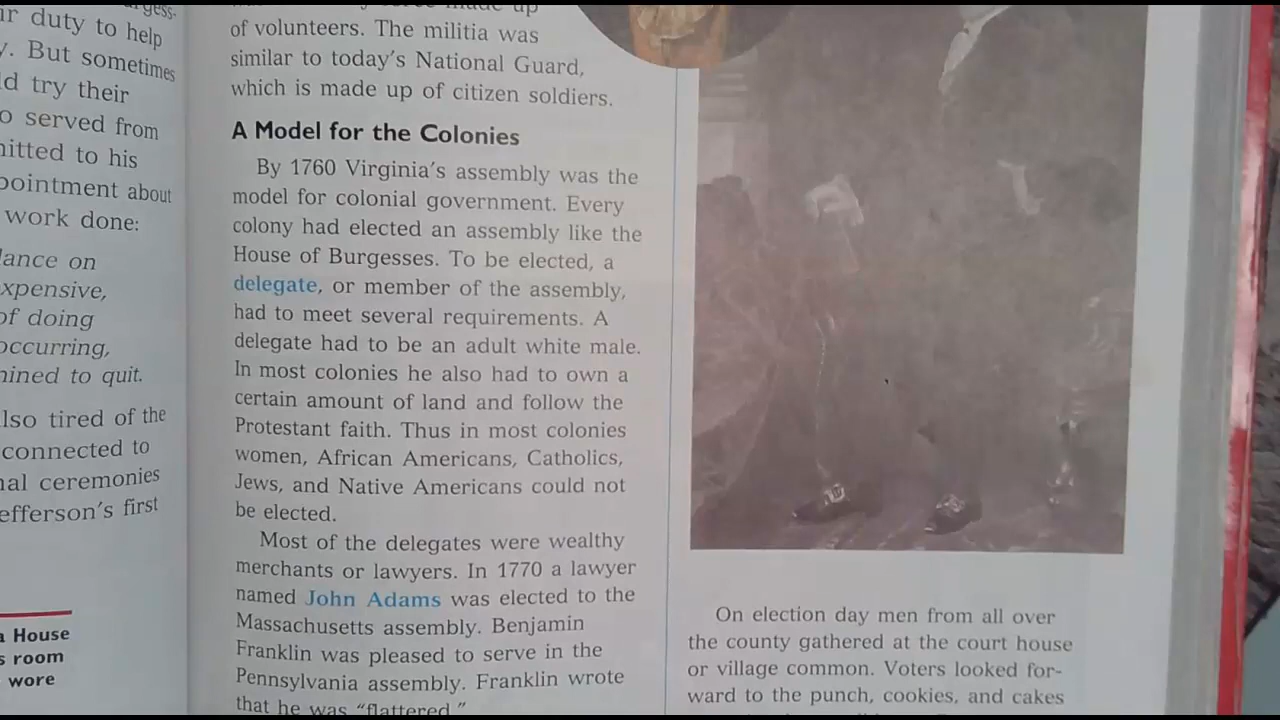 ir duty to help
y. But sometimes
ld try their
o served from
nitted to his
pointment about
work done:
lance on
xpensive,
of doing
occurring,
nined to quit.
lso tired of the
connected to
nal ceremonies
efferson's first
a House
s room
wore
up
of volunteers. The militia was
similar to today's National Guard,
which is made up of citizen soldiers.
A Model for the Colonies
By 1760 Virginia's assembly was the
model for colonial government. Every
colony had elected an assembly like the
House of Burgesses. To be elected, a
delegate, or member of the assembly,
had to meet several requirements. A
delegate had to be an adult white male.
In most colonies he also had to own a
certain amount of land and follow the
Protestant faith. Thus in most colonies
women, African Americans, Catholics,
Jews, and Native Americans could not
be elected.
Most of the delegates were wealthy
merchants or lawyers. In 1770 a lawyer
named John Adams was elected to the
Massachusetts assembly. Benjamin
Franklin was pleased to serve in the
Pennsylvania assembly. Franklin wrote
that he was “flattered.”
On election day men from all over
the county gathered at the court house
or village common. Voters looked for-
ward to the punch, cookies, and cakes